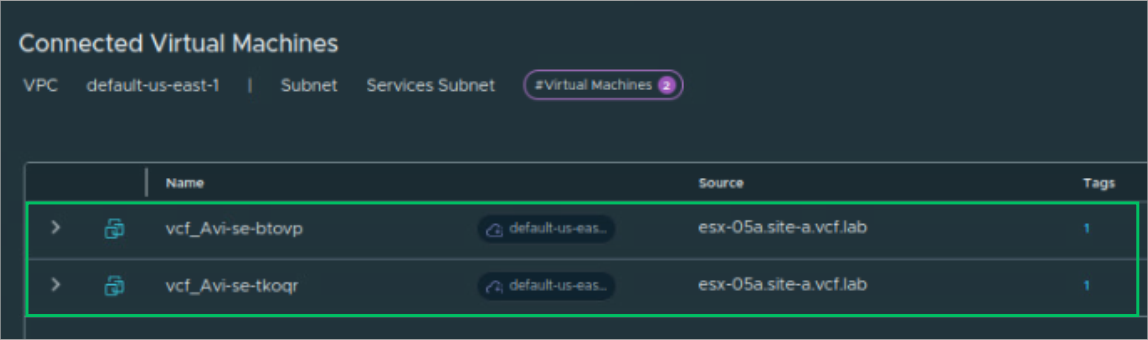 Connected Virtual Machines
VPC default-us-east-1 | Subnet Services Subnet #Virtual Machines 2
Name Source Tags
vcf_Avi-se-btovp default-us-eas... esx-05a.site-a.vcf.lab 1
vcf_Avi-se-tkoqr default-us-eas... esx-05a.site-a.vcf.lab 1